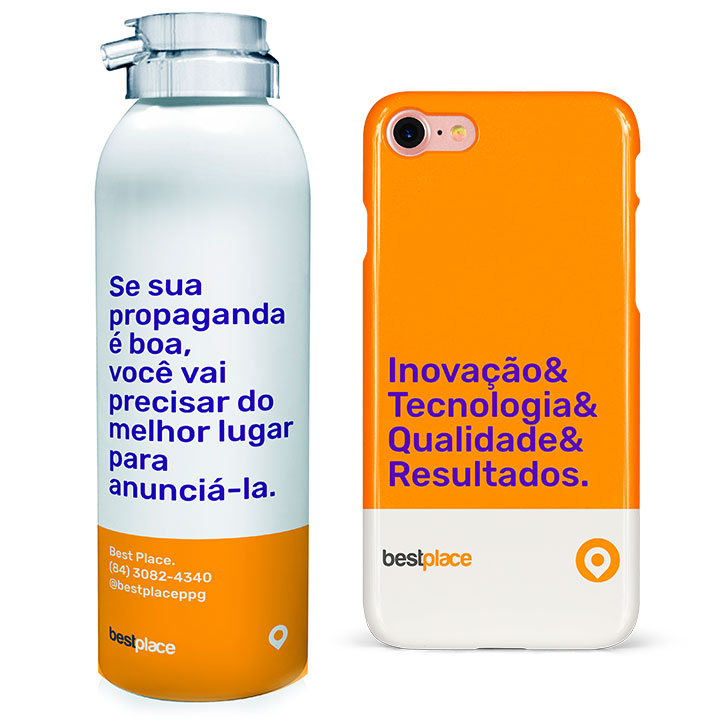 Se sua
propaganda
é boa,
você vai
precisar do
melhor lugar
para
anunciá-la.
Best Place.
(84) 3082-4340
@bestplaceppg
bestplace
Inovação&
Tecnologia&
Qualidade&
Resultados.
bestplace